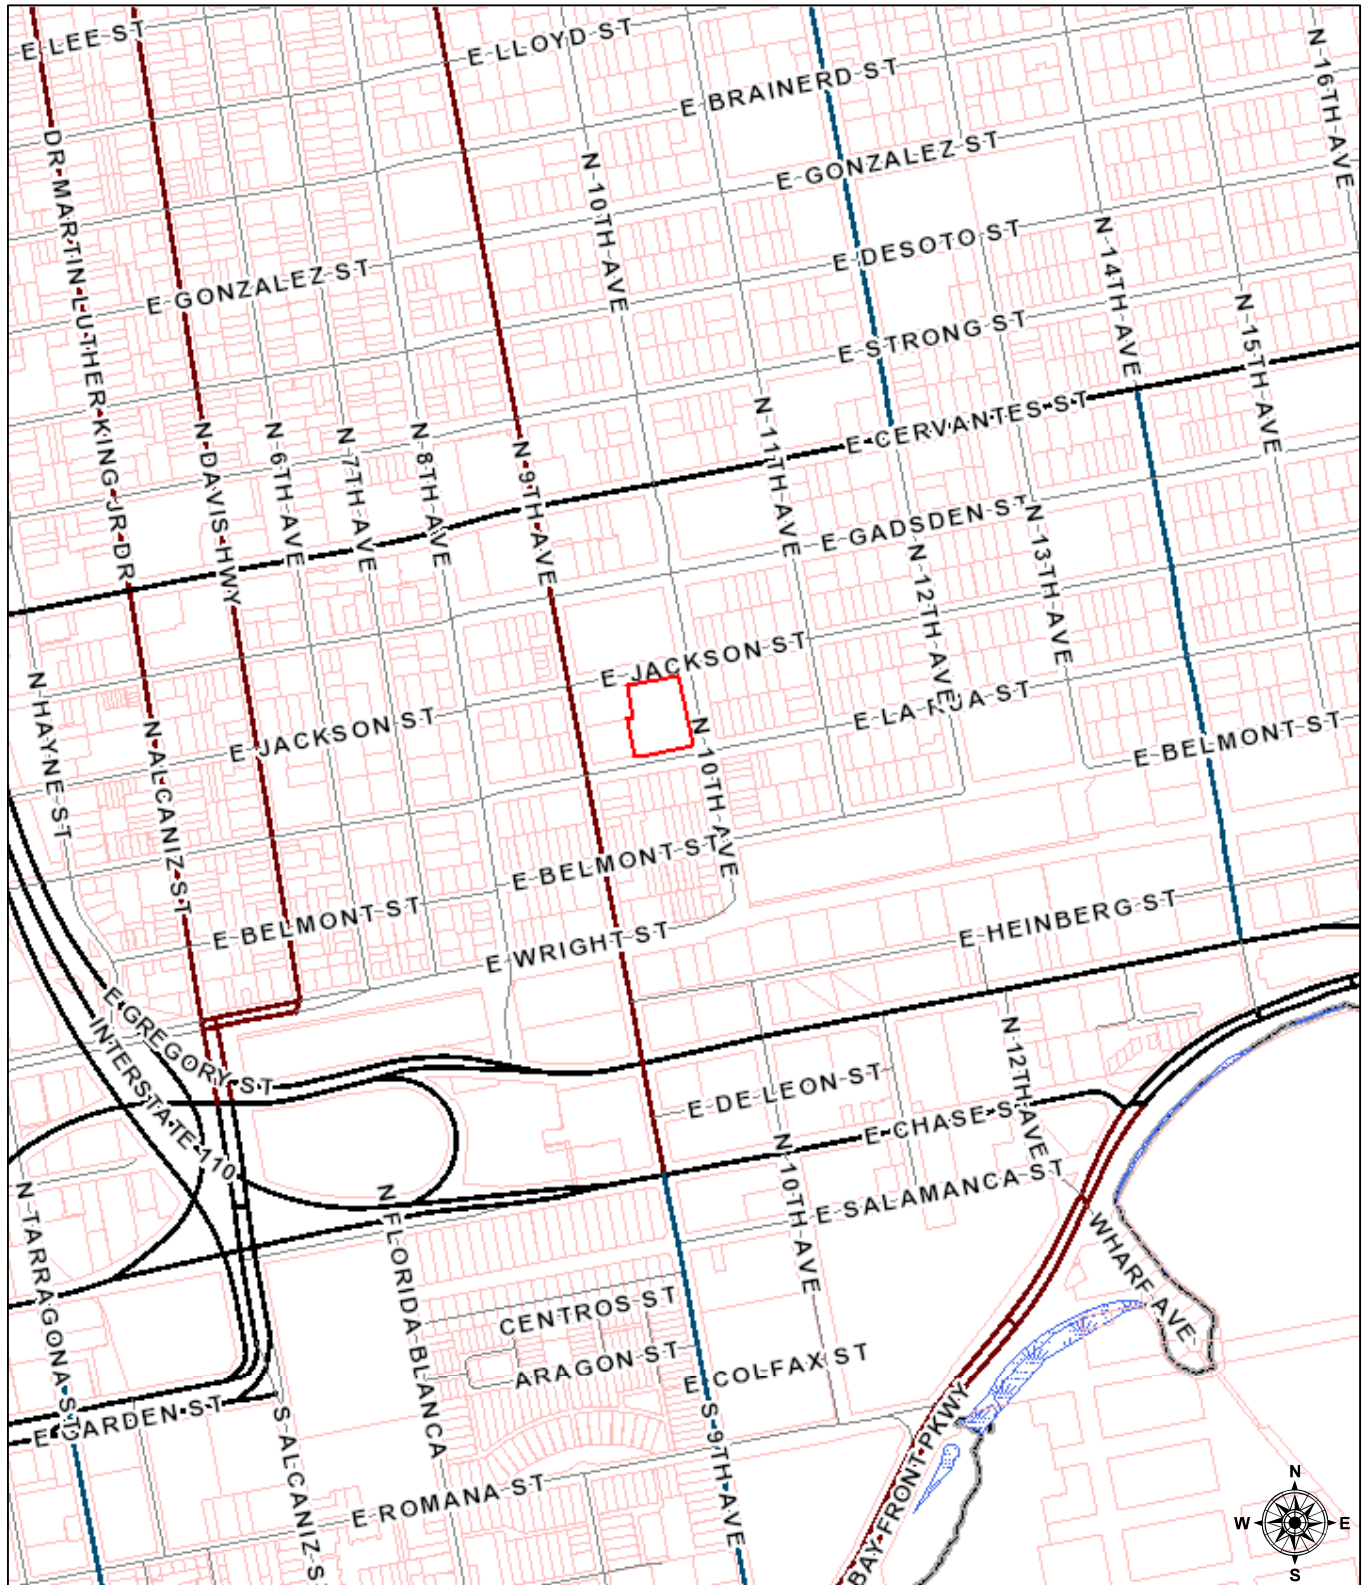 E LEE ST
E LLOYD ST
E BRAINERD ST
N 16TH AVE
DR MARTIN LUTHER KING JR DR
N 10TH AVE
E GONZALEZ ST
E DESOTO ST
N 14TH AVE
E GONZALEZ ST
E STRONG ST
N 15TH AVE
E CERVANTES ST
N DAVIS HWY
N 6TH AVE
N 7TH AVE
N 8TH AVE
N 9TH AVE
N 11TH AVE
E GADSDEN ST
N 12TH AVE
N 13TH AVE
E JACKSON ST
N HAYNE ST
N ALCANIZ ST
E JACKSON ST
N 10TH AVE
E LA RUA ST
E BELMONT ST
E BELMONT ST
E BELMONT ST
E WRIGHT ST
E HEINBERG ST
E GREGORY ST
INTERSTATE 110
E DE LEON ST
N 12TH AVE
E CHASE S
N 10TH AVE
E SALAMANCA ST
N TARRAGONA ST
N FLORIDA BLANCA
WHARF AVE
CENTROS ST
ARAGON ST
E COLFAX ST
E GARDEN ST
S ALCANIZ S
S 9TH AVE
BAY FRONT PKWY
E ROMANA ST
N
W E
S